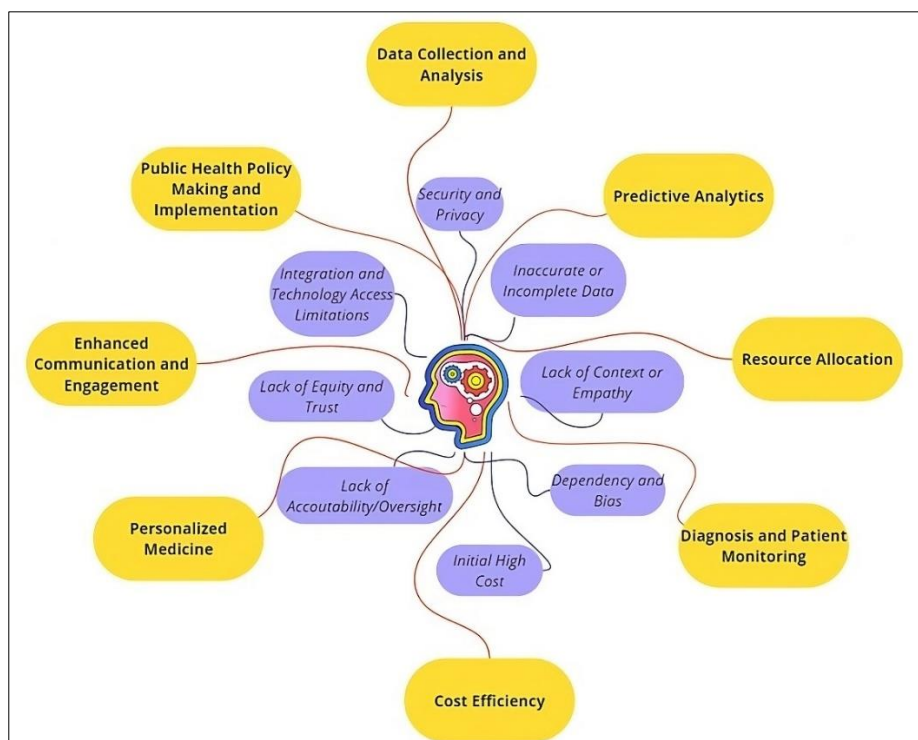 Data Collection and
Analysis
Public Health Policy
Making and
Implementation
Security and
Privacy
Predictive Analytics
Integration and
Technology Access
Limitations
Inaccurate or
Incomplete Data
Enhanced
Communication and
Engagement
Resource Allocation
Lack of Equity and
Trust
Lack of Context or
Empathy
Lack of
Accoutability/Oversight
Dependency and
Bias
Personalized
Medicine
Diagnosis and Patient
Monitoring
Initial High
Cost
Cost Efficiency